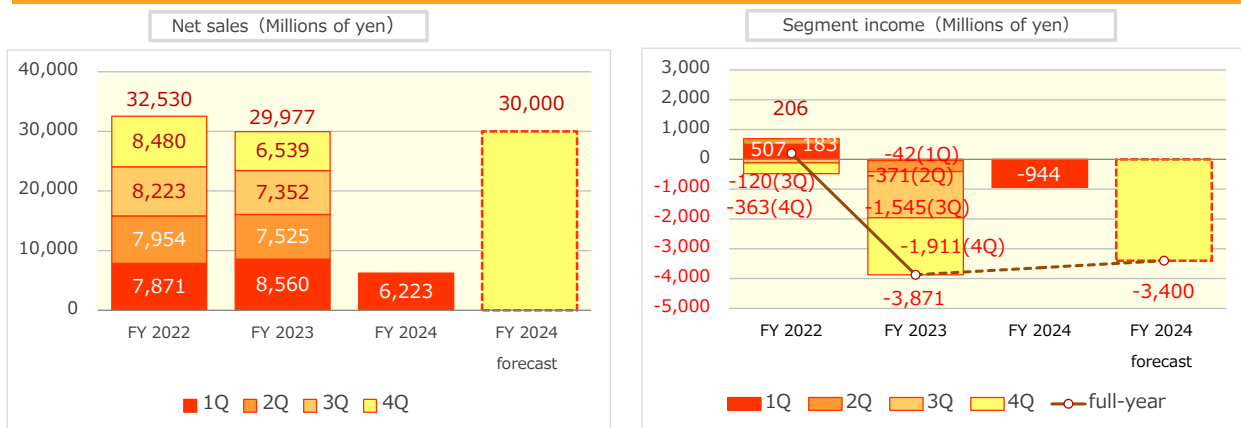 Net sales（Millions of yen）
40,000
30,000
20,000
10,000
0
32,530
8,480
8,223
7,954
7,871
29,977
6,539
7,352
7,525
8,560
6,223
30,000
FY 2022
FY 2023
FY 2024
FY 2024
forecast
1Q
2Q
3Q
4Q
Segment income（Millions of yen）
3,000
2,000
1,000
0
-1,000
-2,000
-3,000
-4,000
-5,000
206
507
183
-120(3Q)
-363(4Q)
-42(1Q)
-371(2Q)
-1,545(3Q)
-1,911(4Q)
-3,871
-944
-3,400
FY 2022
FY 2023
FY 2024
FY 2024
forecast
1Q
2Q
3Q
4Q
full-year